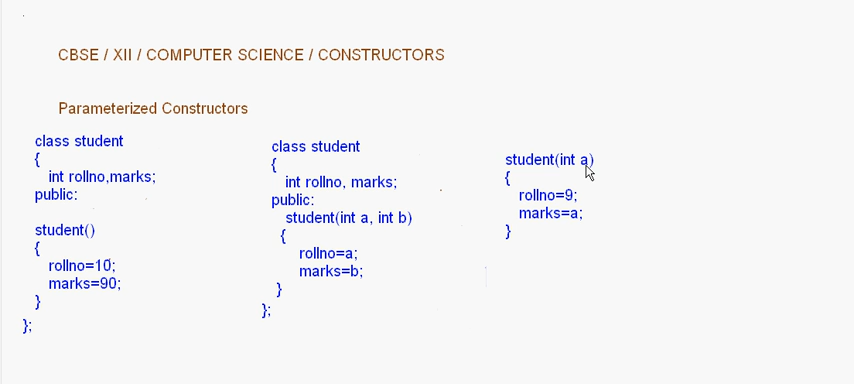 CBSE / XII / COMPUTER SCIENCE / CONSTRUCTORS
Parameterized Constructors
class student
{
int rollno,marks;
public:
student()
{
rollno=10;
marks=90;
}
};
class student
{
int rollno, marks;
public:
student(int a, int b)
{
rollno=a;
marks=b;
}
};
student(int a)
{
rollno=9;
marks=a;
}